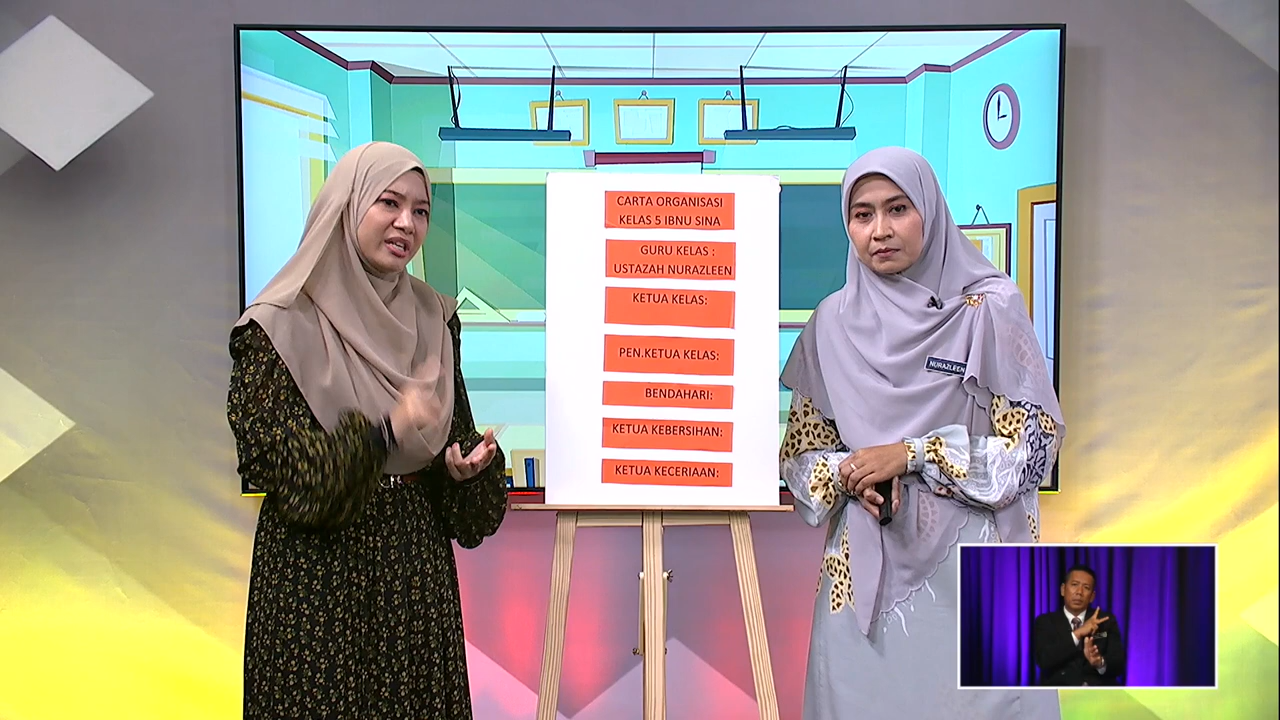 CARTA ORGANISASI
KELAS 5 IBNU SINA
GURU KELAS :
USTAZAH NURAZLEEN
KETUA KELAS:
PEN.KETUA KELAS:
BENDAHARI:
KETUA KEBERSIHAN:
KETUA KECERIAAN:
NURAZLEEN